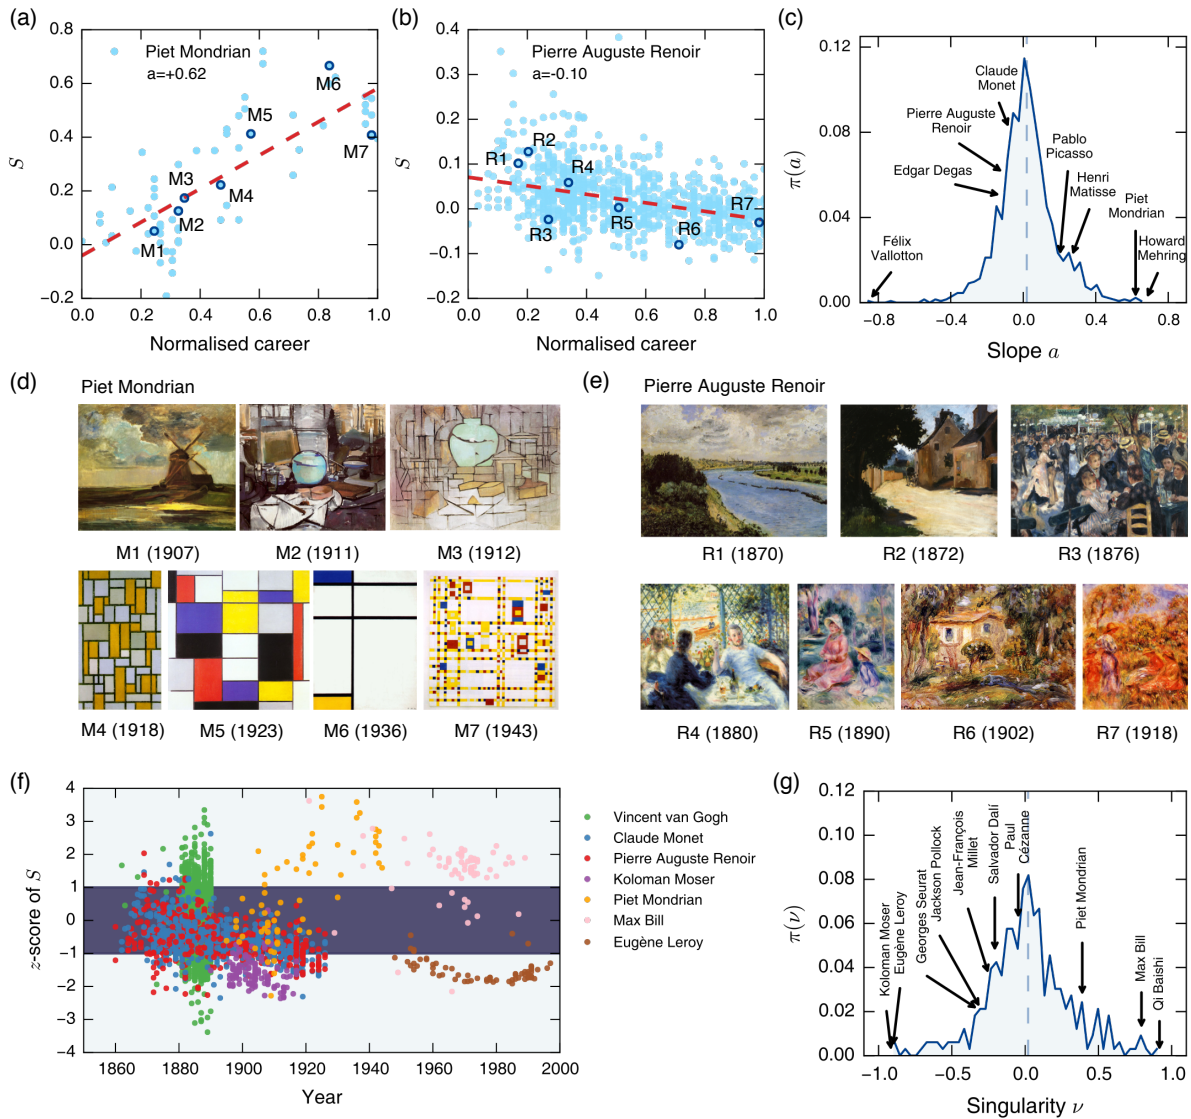 (a)
0.8
0.6
0.4
0.2
0.0
−0.2
S
Piet Mondrian
a=+0.62
M1
M2
M3
M4
M5
M6
M7
0.0 0.2 0.4 0.6 0.8 1.0
Normalised career
(b)
0.4
0.3
0.2
0.1
0.0
−0.1
−0.2
S
Pierre Auguste Renoir
a=-0.10
R1
R2
R3
R4
R5
R6
R7
0.0 0.2 0.4 0.6 0.8 1.0
Normalised career
(c)
0.12
0.08
0.04
0.00
π(a)
Claude
Monet
Pierre Auguste
Renoir
Edgar Degas
Félix
Vallotton
Pablo
Picasso
Henri
Matisse
Piet
Mondrian
Howard
Mehring
−0.8 −0.4 0.0 0.4 0.8
Slope a
(d)
Piet Mondrian
M1 (1907) M2 (1911) M3 (1912)
M4 (1918) M5 (1923) M6 (1936) M7 (1943)
(e)
Pierre Auguste Renoir
R1 (1870) R2 (1872) R3 (1876)
R4 (1880) R5 (1890) R6 (1902) R7 (1918)
(f)
4
3
2
1
0
−1
−2
−3
−4
z-score of S
1860 1880 1900 1920 1940 1960 1980 2000
Year
Vincent van Gogh
Claude Monet
Pierre Auguste Renoir
Koloman Moser
Piet Mondrian
Max Bill
Eugène Leroy
(g)
0.12
0.10
0.08
0.06
0.04
0.02
0.00
π(ν)
Koloman Moser
Eugène Leroy
Georges Seurat
Jackson Pollock
Jean-François
Millet
Salvador Dalí
Paul
Cézanne
Piet Mondrian
Max Bill
Qi Baishi
−1.0 −0.5 0.0 0.5 1.0
Singularity ν